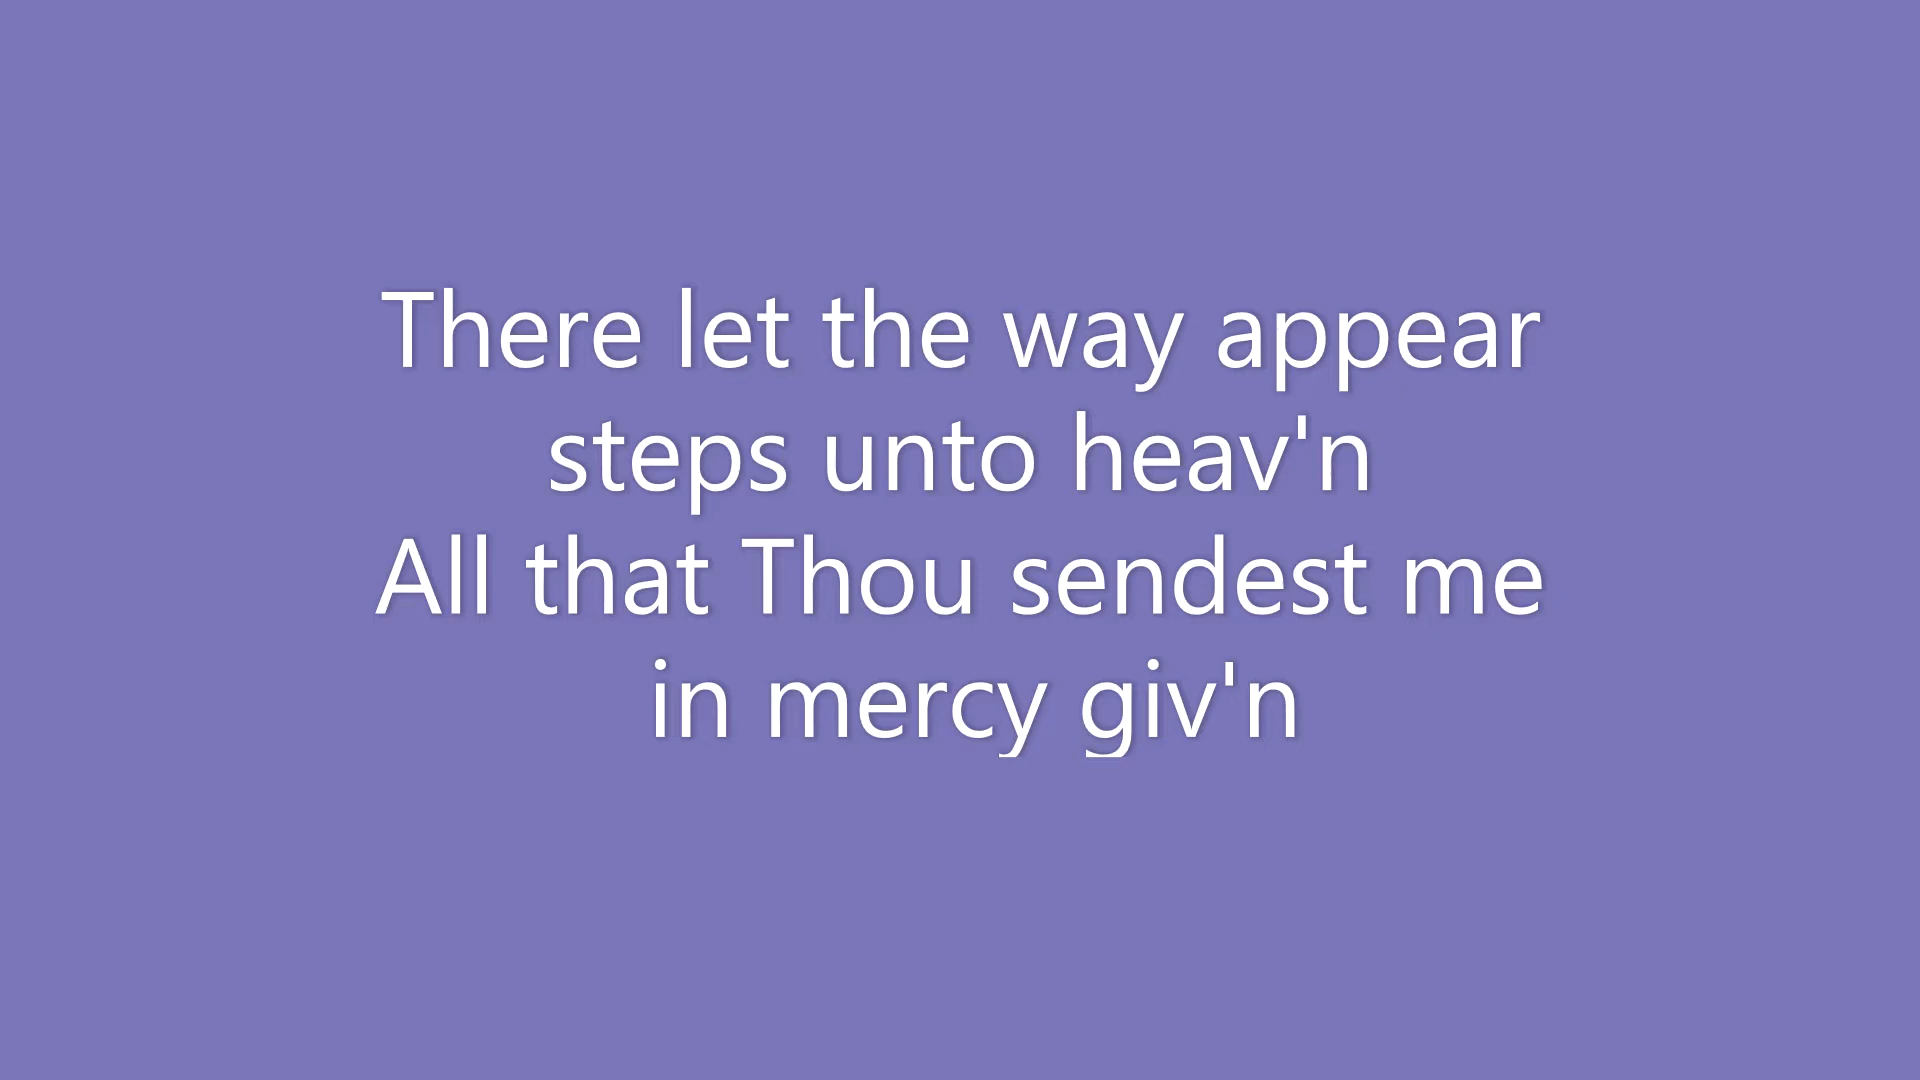 There let the way appear
steps unto heav'n
All that Thou sendest me
in mercy giv'n